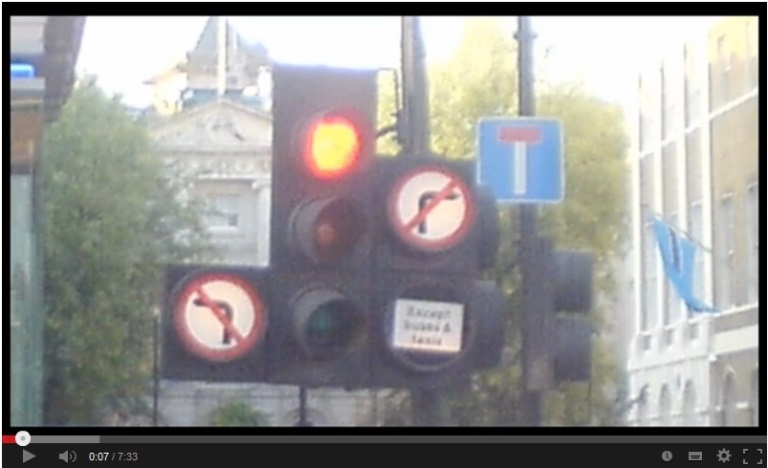 Except
buses &
taxis
0:07 / 7:33